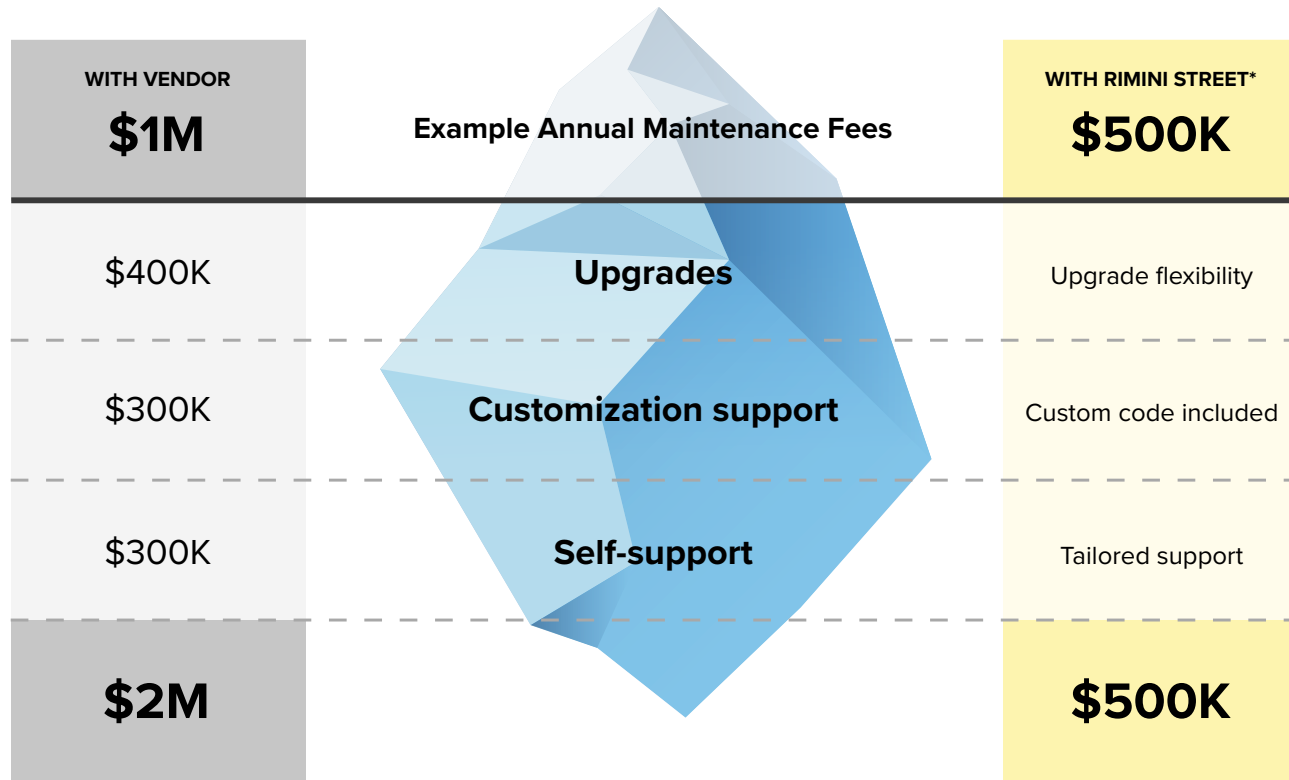 WITH VENDOR
$1M
Example Annual Maintenance Fees
WITH RIMINI STREET*
$500K
$400K
Upgrades
Upgrade flexibility
$300K
Customization support
Custom code included
$300K
Self-support
Tailored support
$2M
$500K